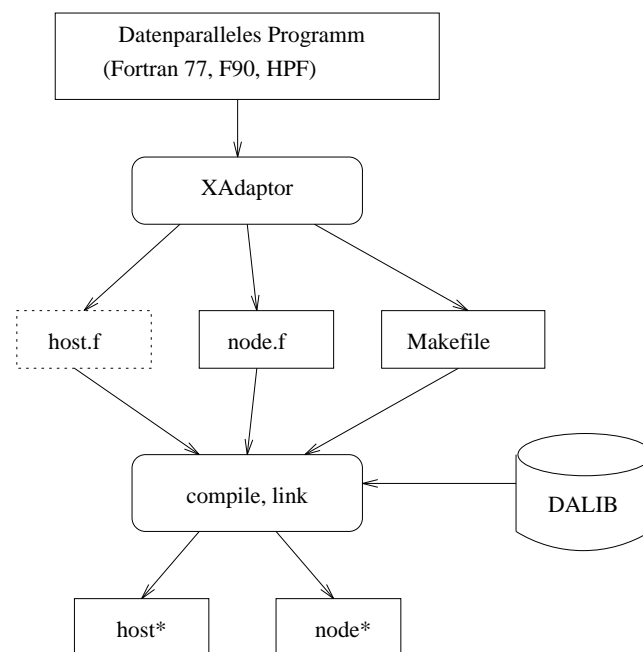 Datenparalleles Programm
(Fortran 77, F90, HPF)
XAdaptor
host.f
node.f
Makefile
compile, link
DALIB
host*
node*